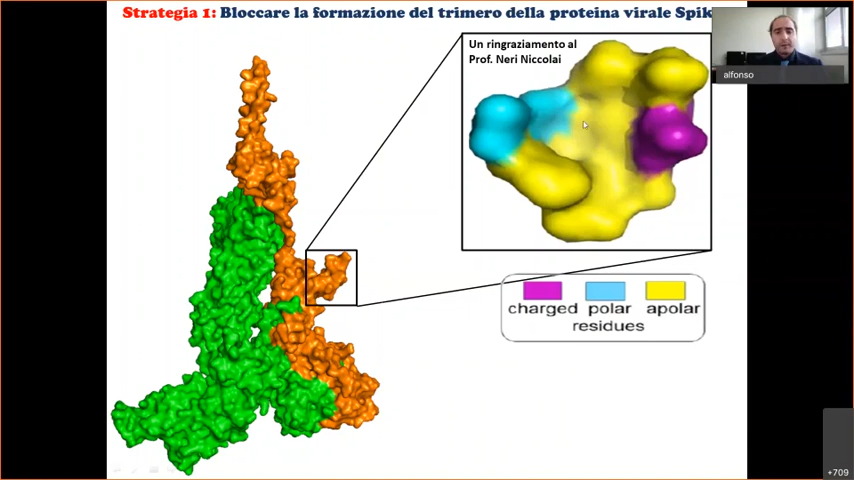 Strategia 1: Bloccare la formazione del trimero della proteina virale Spik
Un ringraziamento al
Prof. Neri Niccolai
alfonso
charged polar apolar
residues
+709